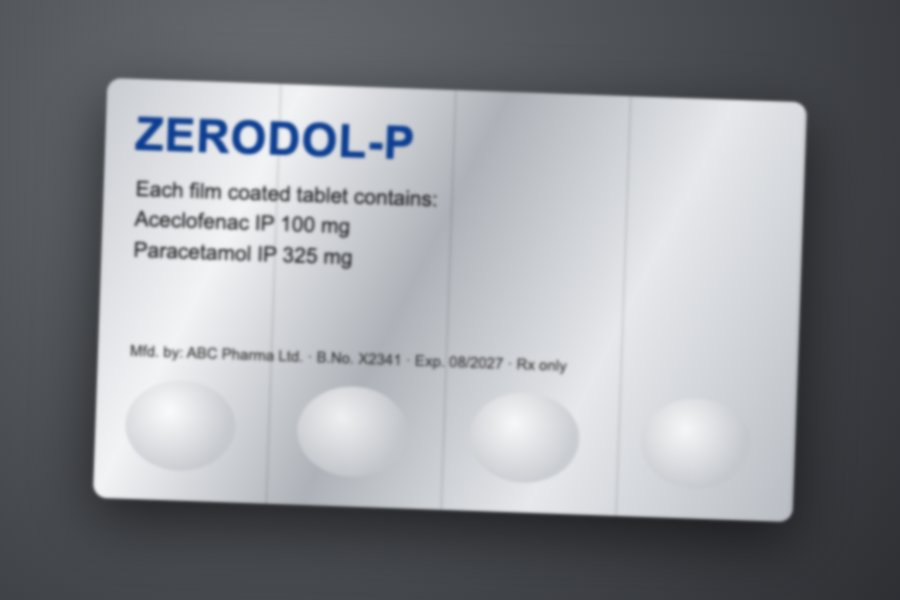 ZERODOL-P
Each film coated tablet contains:
Aceclofenac IP 100 mg
Paracetamol IP 325 mg
Mfd. by: ABC Pharma Ltd. · B.No. X2341 · Exp. 08/2027 · Rx only